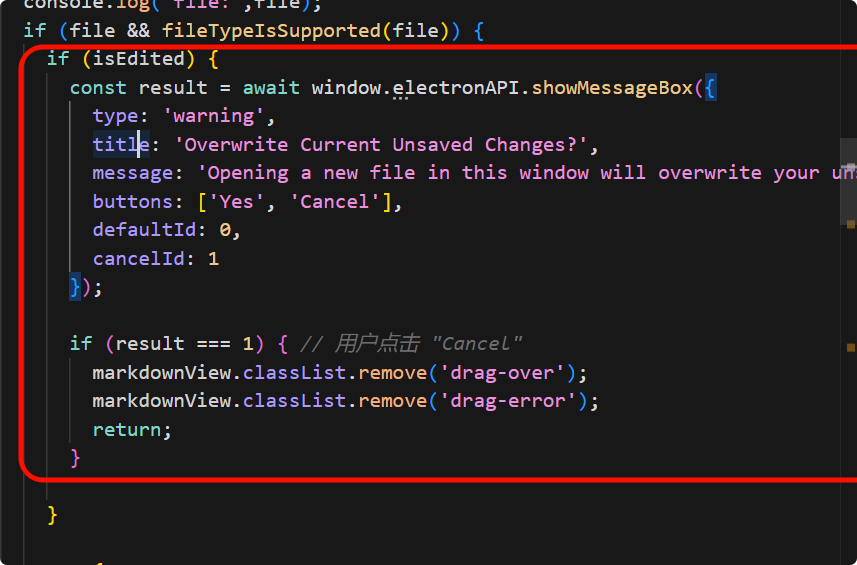 console.log( file: ,file);
if (file && fileTypeIsSupported(file)) {
if (isEdited) {
const result = await window.electronAPI.showMessageBox({
type: 'warning',
title: 'Overwrite Current Unsaved Changes?',
message: 'Opening a new file in this window will overwrite your
buttons: ['Yes', 'Cancel'],
defaultId: 0,
cancelId: 1
});
if (result === 1) { // 用户点击 "Cancel"
markdownView.classList.remove('drag-over');
markdownView.classList.remove('drag-error');
return;
}
}